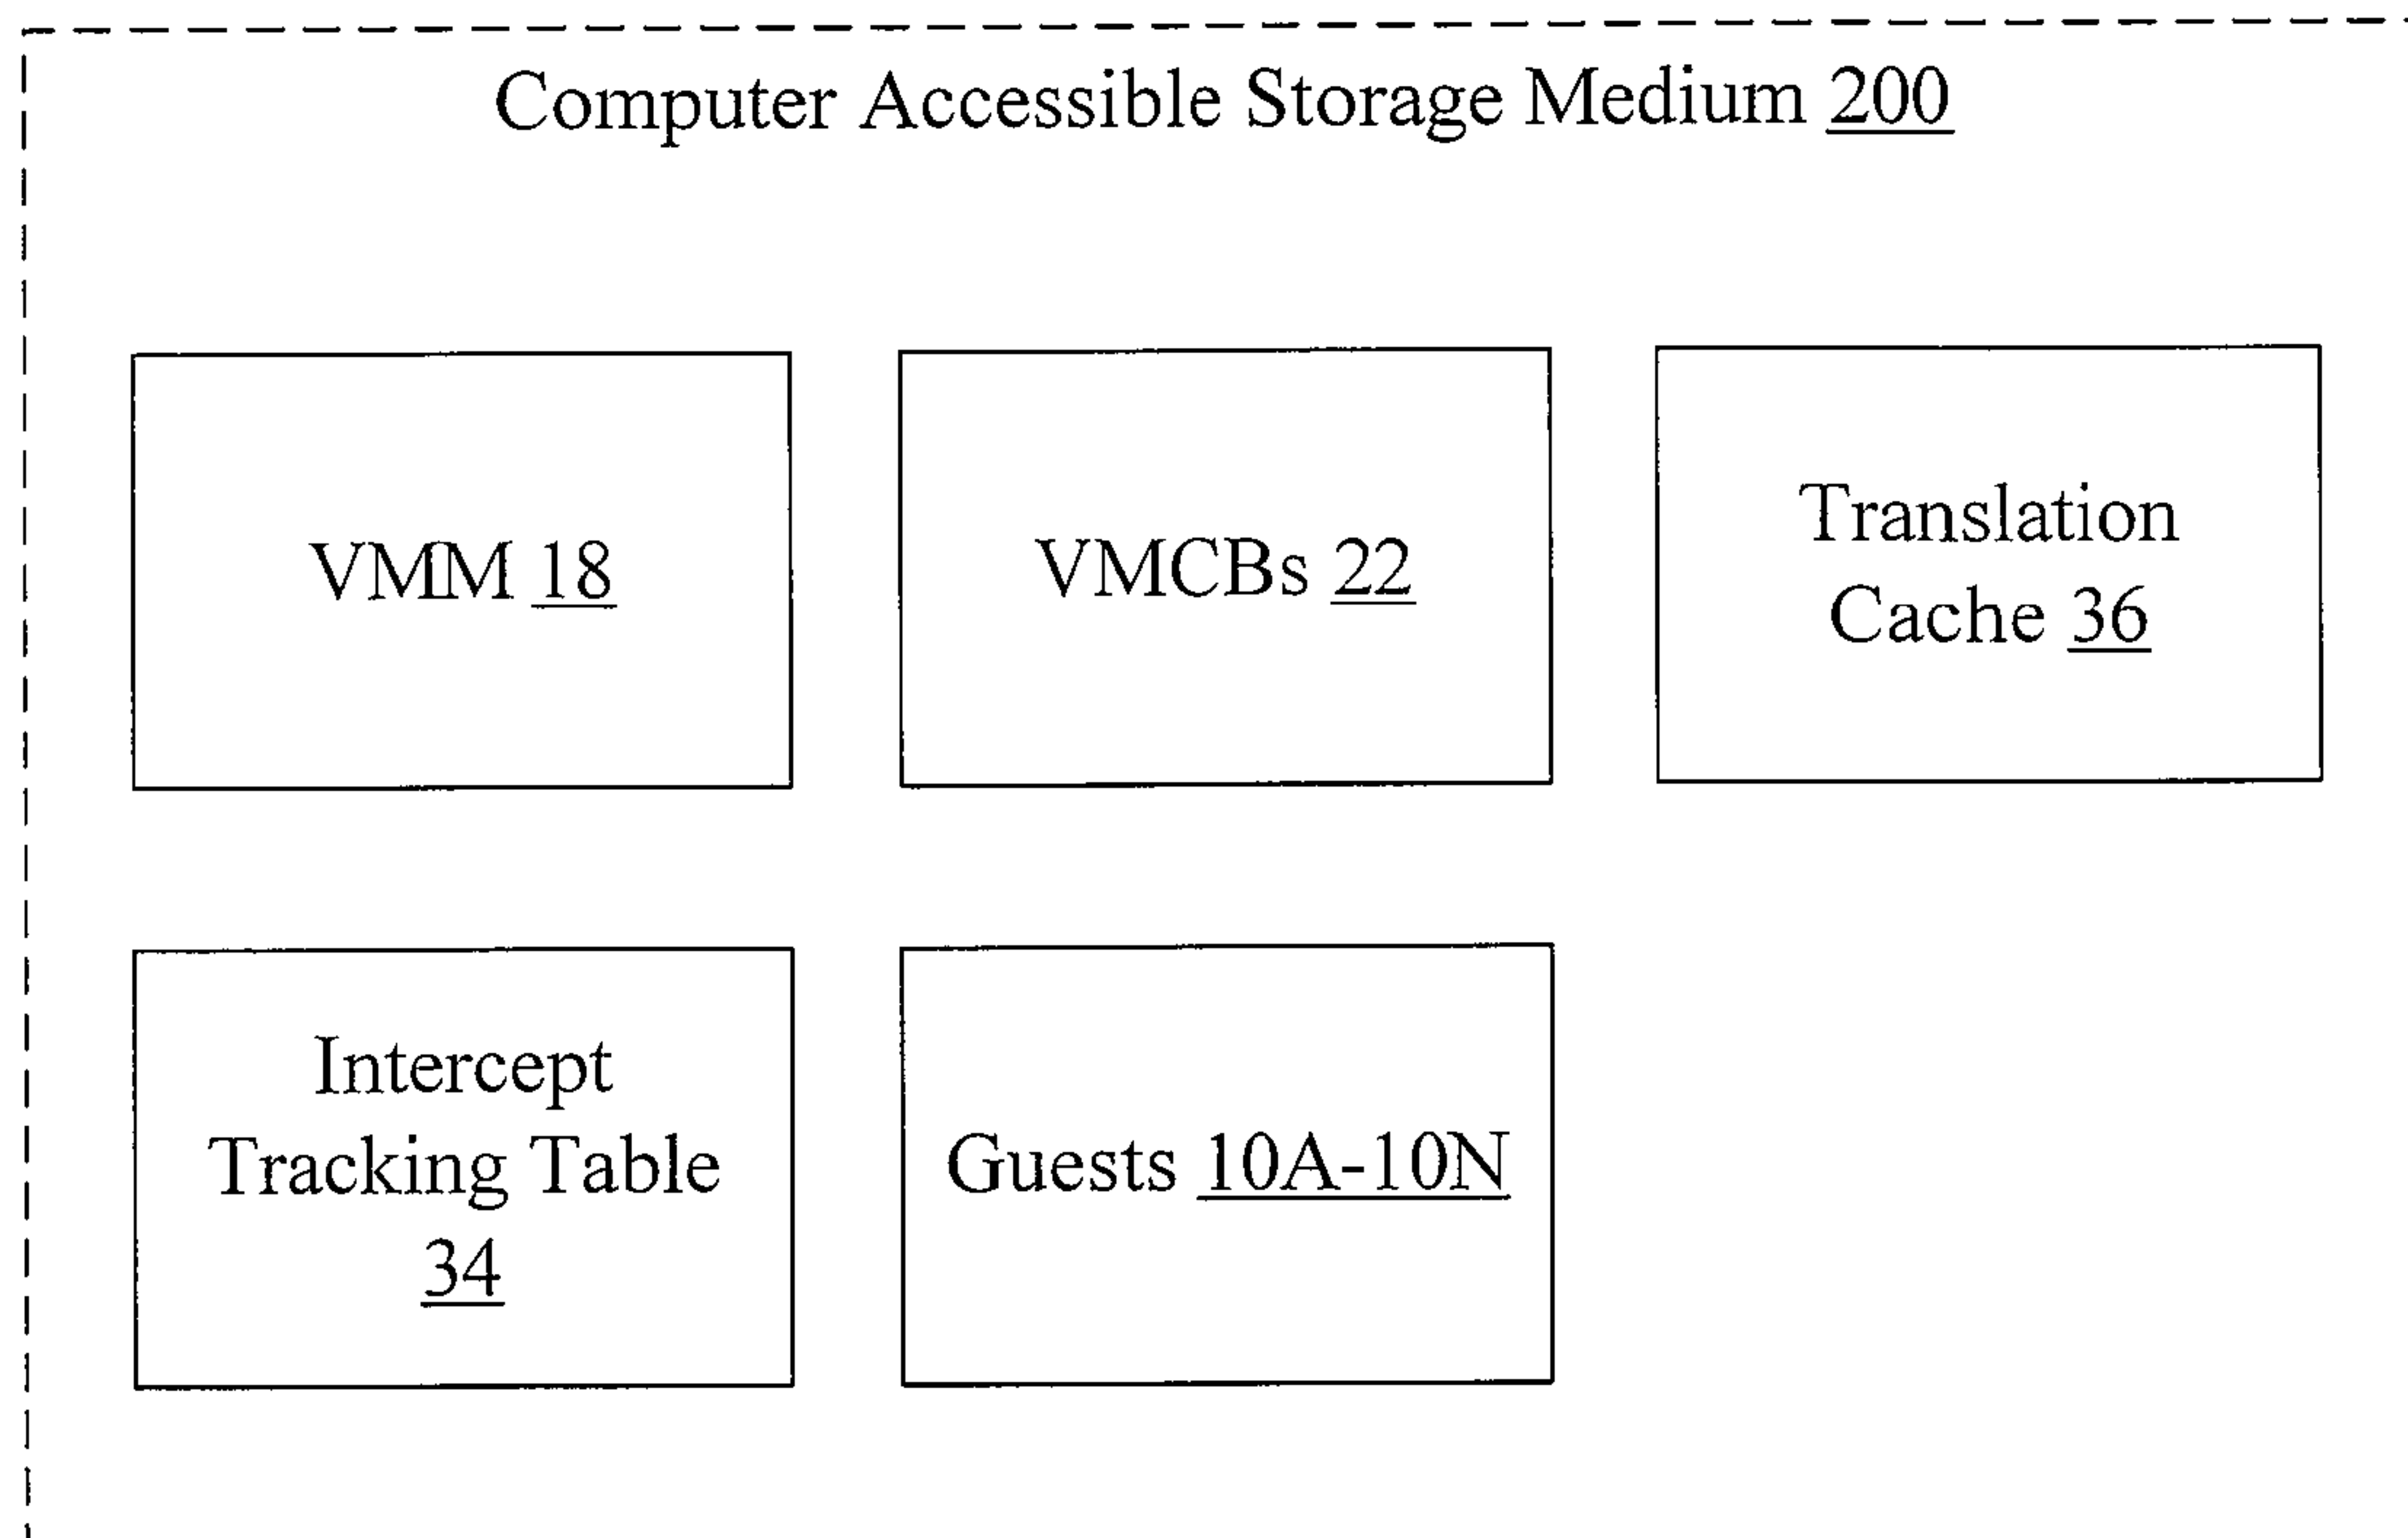 Computer Accessible Storage Medium 200
VMM 18
VMCBs 22
Translation
Cache 36
Intercept
Tracking Table
34
Guests 10A-10N